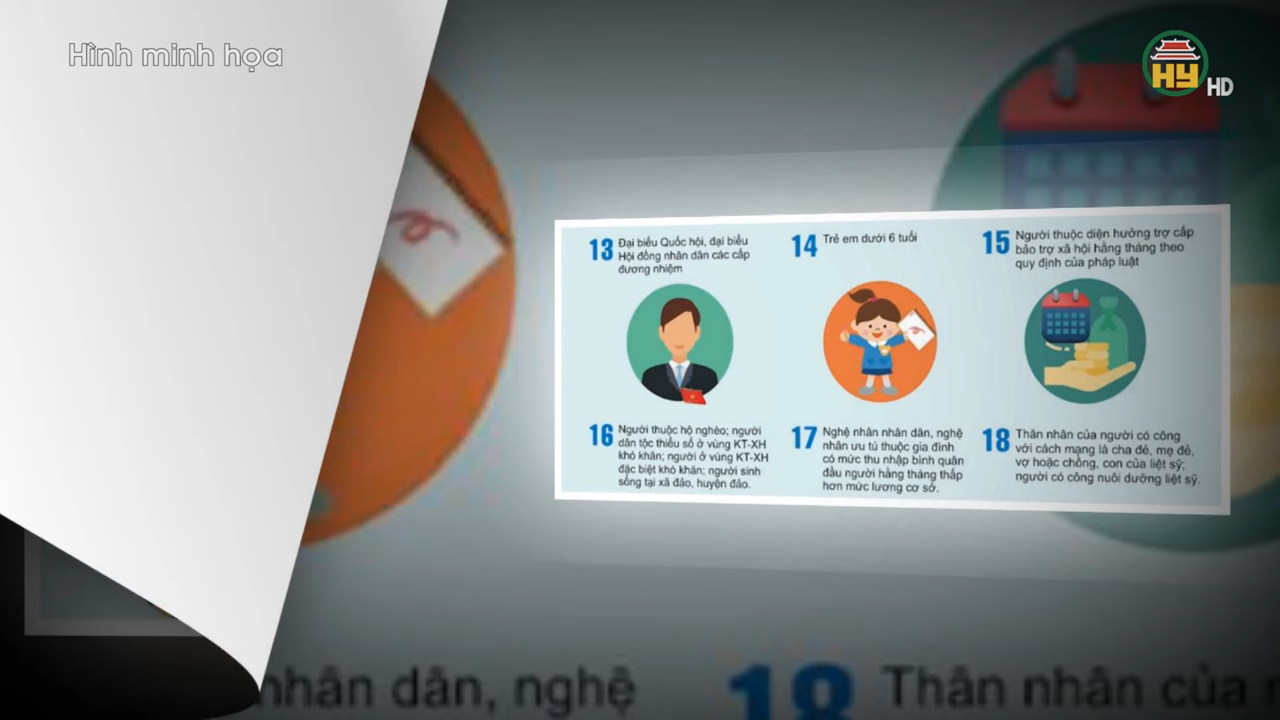 Hình minh họa
HY HD
13 Đại biểu Quốc hội, đại biểu
Hội đồng nhân dân các cấp
đương nhiệm
14 Trẻ em dưới 6 tuổi
15 Người thuộc diện hưởng trợ cấp
bảo trợ xã hội hằng tháng theo
quy định của pháp luật
16 Người thuộc hộ nghèo; người
dân tộc thiểu số ở vùng KT-XH
khó khăn; người ở vùng KT-XH
đặc biệt khó khăn; người sinh
sống tại xã đảo, huyện đảo.
17 Nghệ nhân nhân dân, nghệ
nhân ưu tú thuộc gia đình
có mức thu nhập bình quân
đầu người hằng tháng thấp
hơn mức lương cơ sở.
18 Thân nhân của người có công
với cách mạng là cha đẻ, mẹ đẻ,
vợ hoặc chồng, con của liệt sỹ;
người có công nuôi dưỡng liệt sỹ.
nhân dân, nghệ
18 Thân nhân của